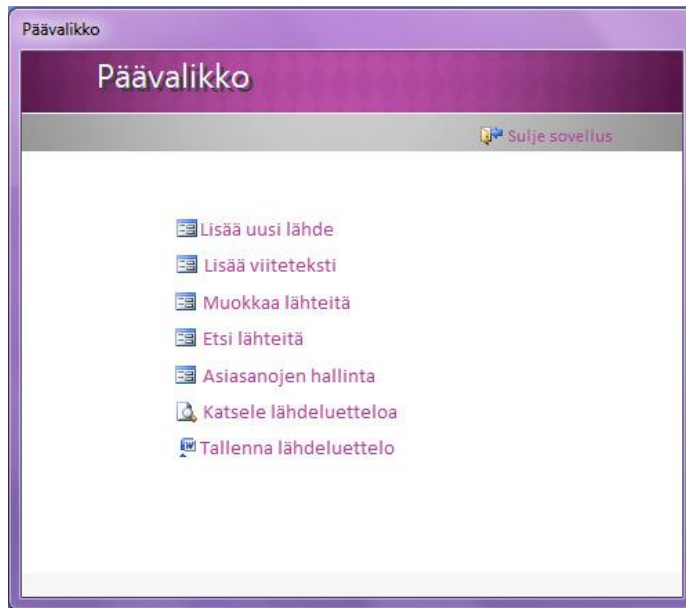 Päävalikko
Päävalikko
Sulje sovellus
Lisää uusi lähde
Lisää viiteteksti
Muokkaa lähteitä
Etsi lähteitä
Asiasanojen hallinta
Katsele lähdeluetteloa
Tallenna lähdeluettelo